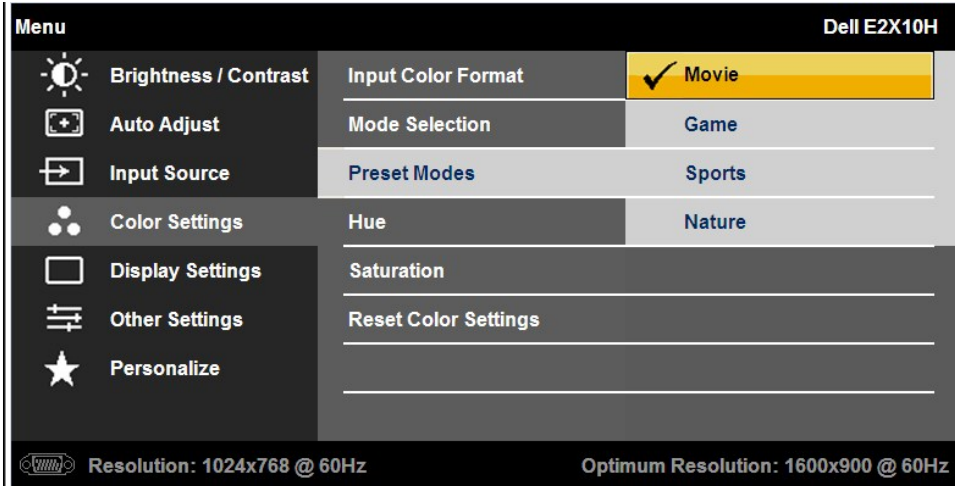 Menu Dell E2X10H
Brightness / Contrast Input Color Format Movie
Auto Adjust Mode Selection Game
Input Source Preset Modes Sports
Color Settings Hue Nature
Display Settings Saturation
Other Settings Reset Color Settings
Personalize
Resolution: 1024x768 @ 60Hz Optimum Resolution: 1600x900 @ 60Hz